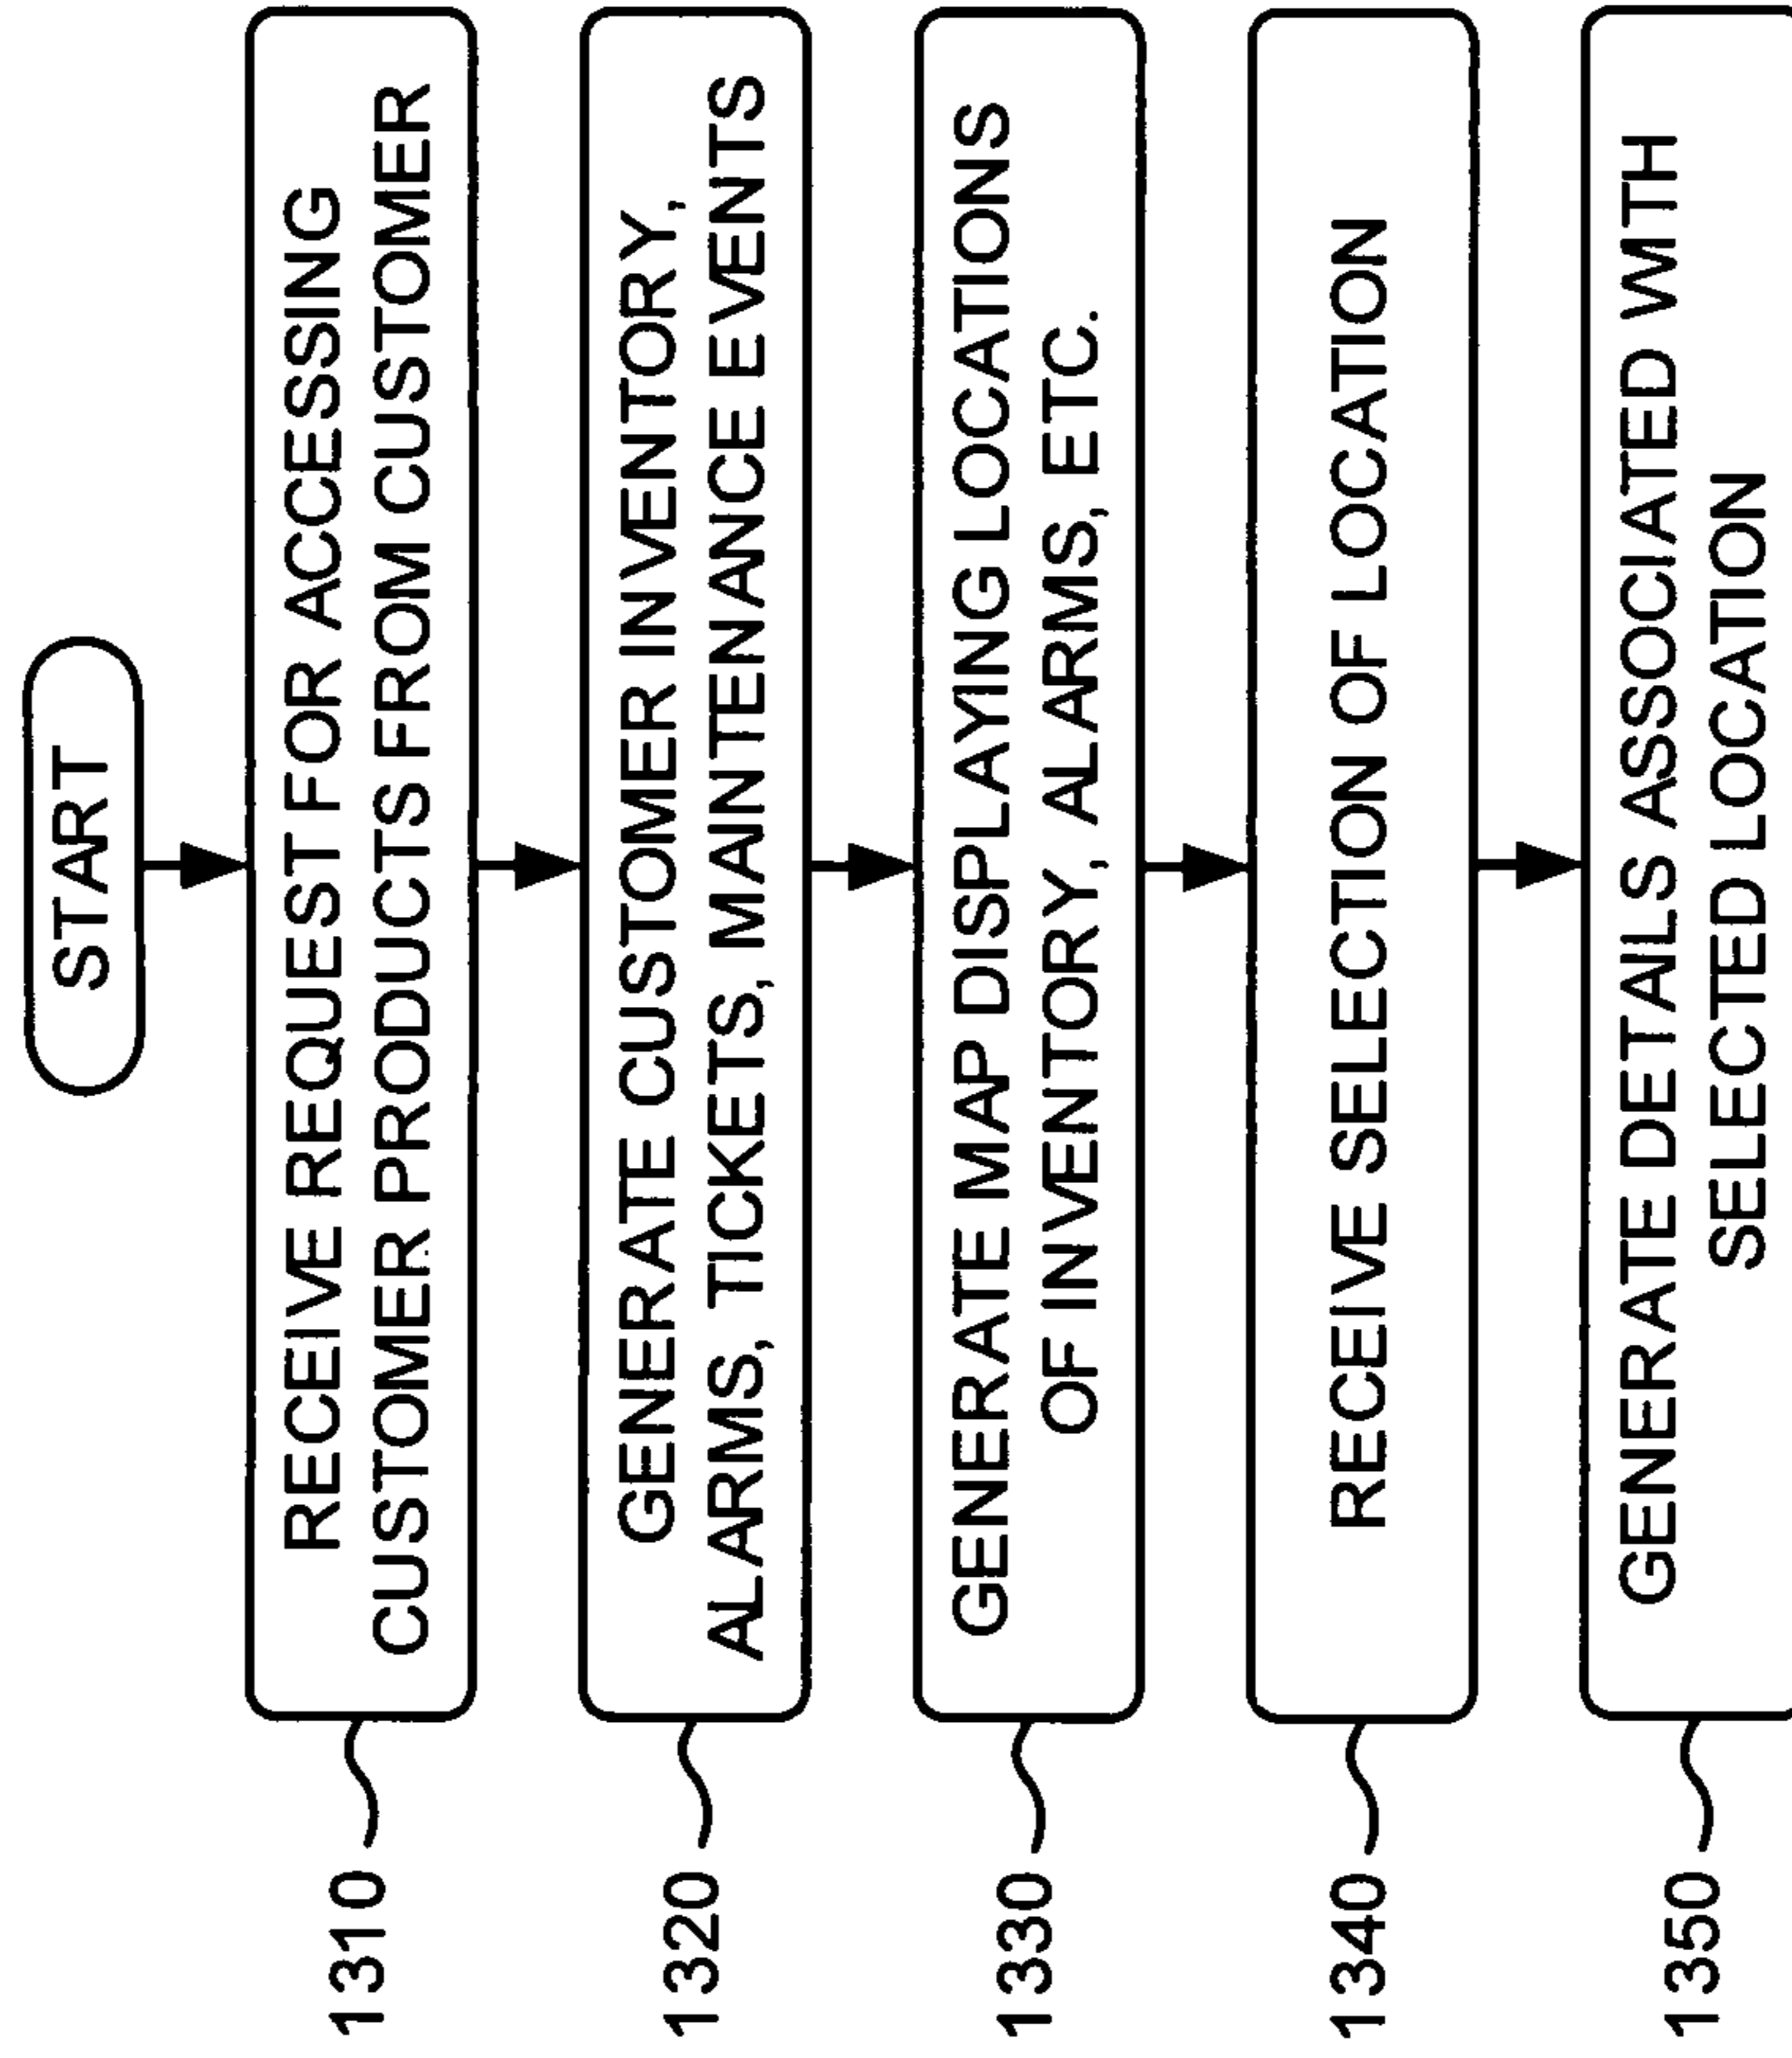 START
1310
RECEIVE REQUEST FOR ACCESSING
CUSTOMER PRODUCTS FROM CUSTOMER
1320
GENERATE CUSTOMER INVENTORY,
ALARMS, TICKETS, MAINTENANCE EVENTS
1330
GENERATE MAP DISPLAYING LOCATIONS
OF INVENTORY, ALARMS, ETC.
1340
RECEIVE SELECTION OF LOCATION
1350
GENERATE DETAILS ASSOCIATED WITH
SELECTED LOCATION